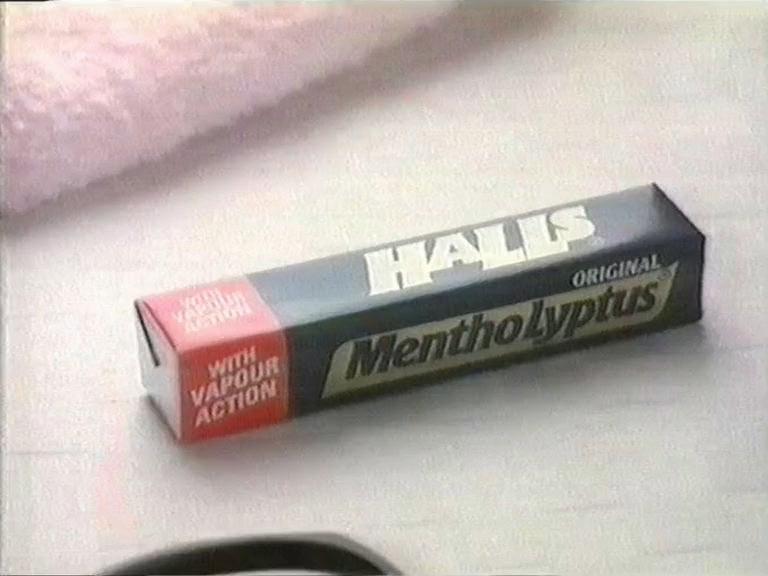 HALLS
WITH
VAPOUR
ACTION
ORIGINAL
MenthoLyptus
WITH
VAPOUR
ACTION